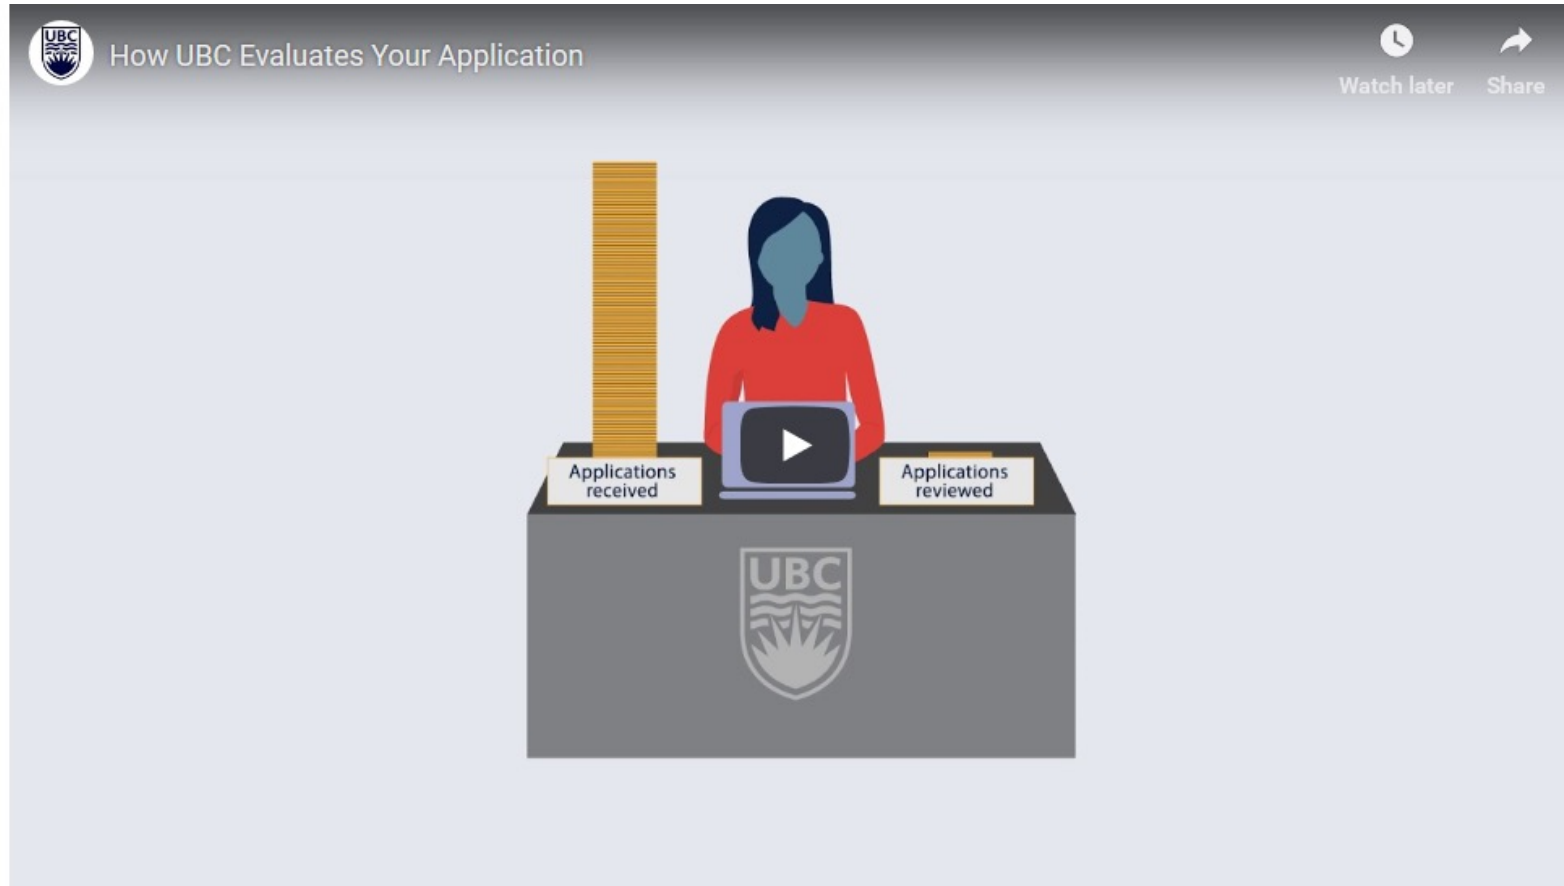 UBC
How UBC Evaluates Your Application
Watch later
Share
Applications
received
Applications
reviewed
UBC